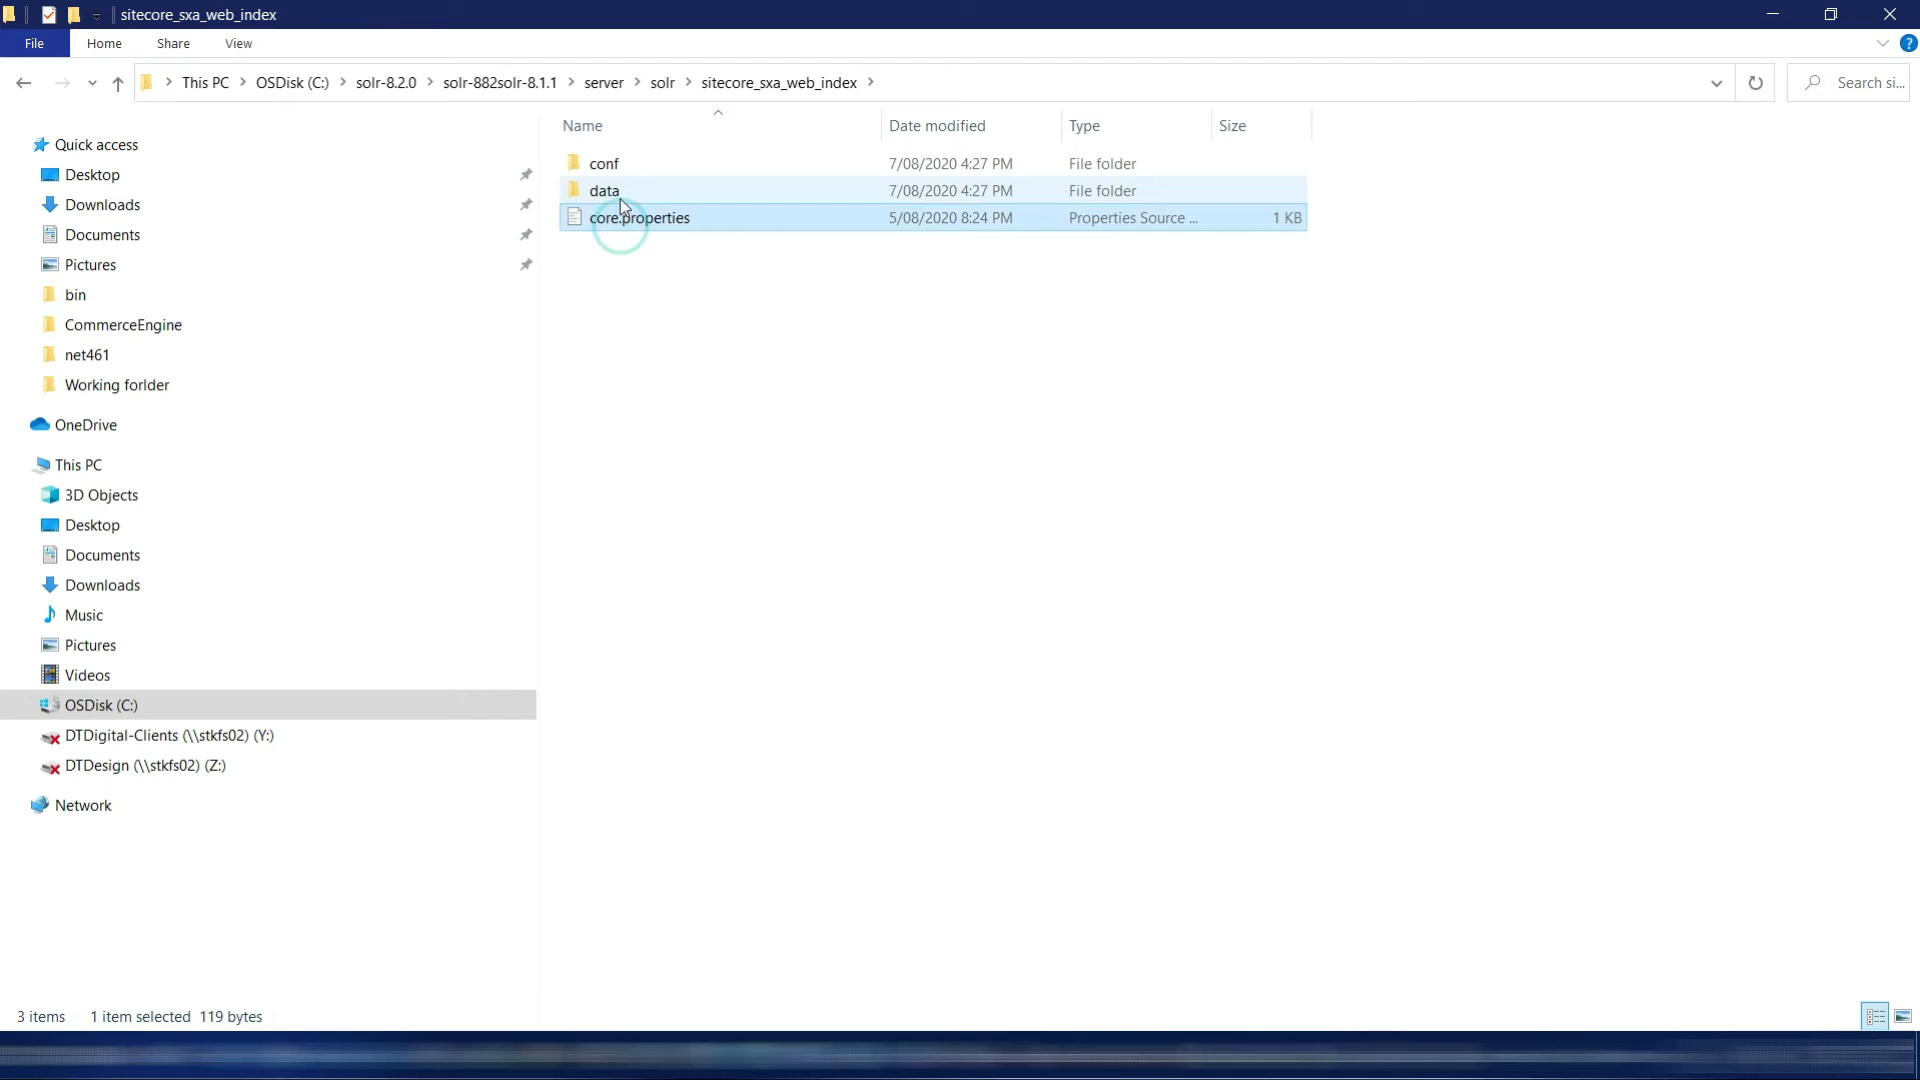 sitecore_sxa_web_index
File Home Share View
?
This PC OSDisk (C:) solr-8.2.0 solr-882solr-8.1.1 server solr sitecore_sxa_web_index
Search si...
Name Date modified Type Size
conf 7/08/2020 4:27 PM File folder
data 7/08/2020 4:27 PM File folder
core.properties 5/08/2020 8:24 PM Properties Source ... 1 KB
Quick access
Desktop
Downloads
Documents
Pictures
bin
CommerceEngine
net461
Working forlder
OneDrive
This PC
3D Objects
Desktop
Documents
Downloads
Music
Pictures
Videos
OSDisk (C:)
DTDigital-Clients (\\stkfs02) (Y:)
DTDesign (\\stkfs02) (Z:)
Network
3 items 1 item selected 119 bytes